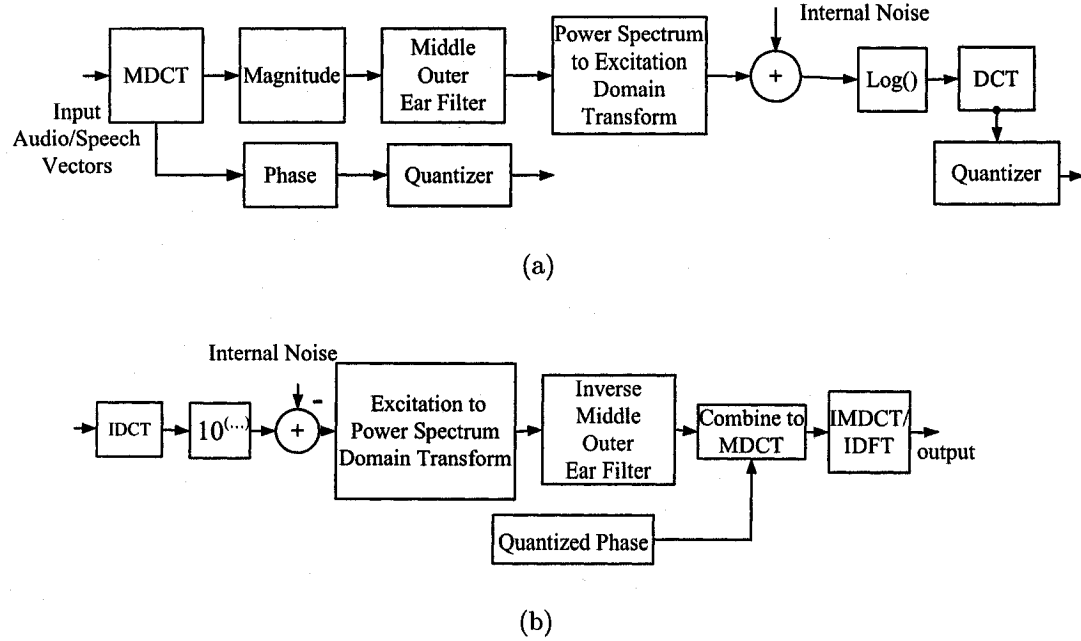 Internal Noise
MDCT
Magnitude
Middle
Outer
Ear Filter
Power Spectrum
to Excitation
Domain
Transform
+
Log()
DCT
Input
Audio/Speech
Vectors
Phase
Quantizer
Quantizer
(a)
Internal Noise
-
IDCT
10(...)
+
Excitation to
Power Spectrum
Domain Transform
Inverse
Middle
Outer
Ear Filter
Combine to
MDCT
IMDCT/
IDFT
output
Quantized Phase
(b)